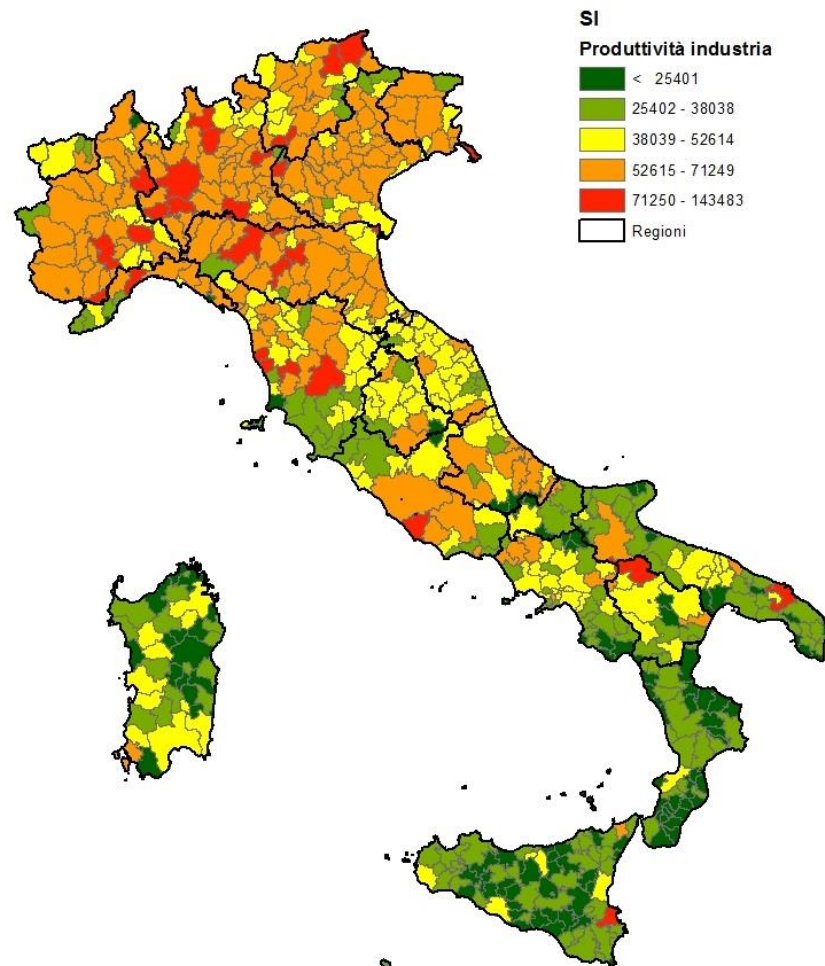 SI
Produttività industria
< 25401
25402 - 38038
38039 - 52614
52615 - 71249
71250 - 143483
Regioni